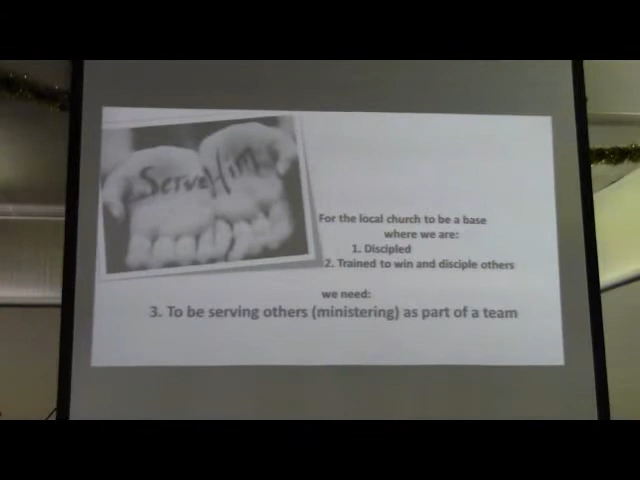 Serve Him
For the local church to be a base
where we are:
1. Discipled
2. Trained to win and disciple others
we need:
3. To be serving others (ministering) as part of a team